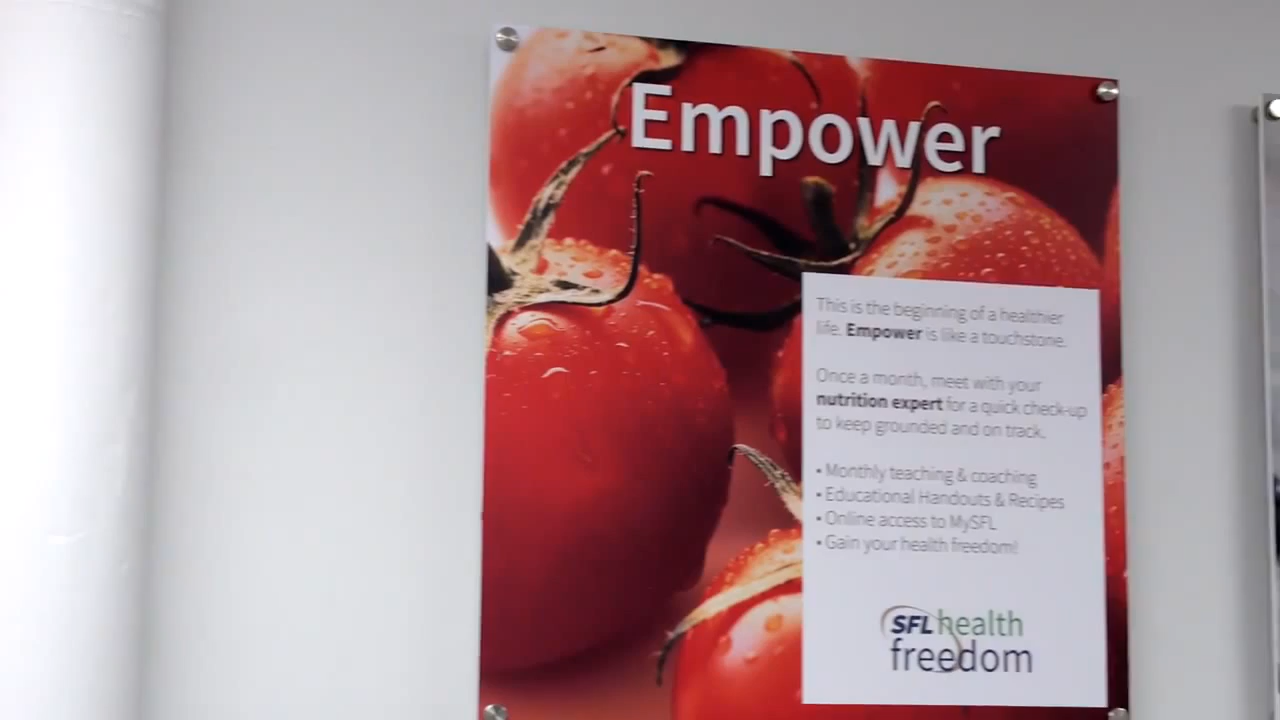 Empower
This is the beginning of a healthier
life. Empower is like a touchstone.
Once a month, meet with your
nutrition expert for a quick check-up
to keep grounded and on track.
• Monthly teaching & coaching
• Educational Handouts & Recipes
• Online access to MySFL
• Gain your health freedom!
SFL health
freedom